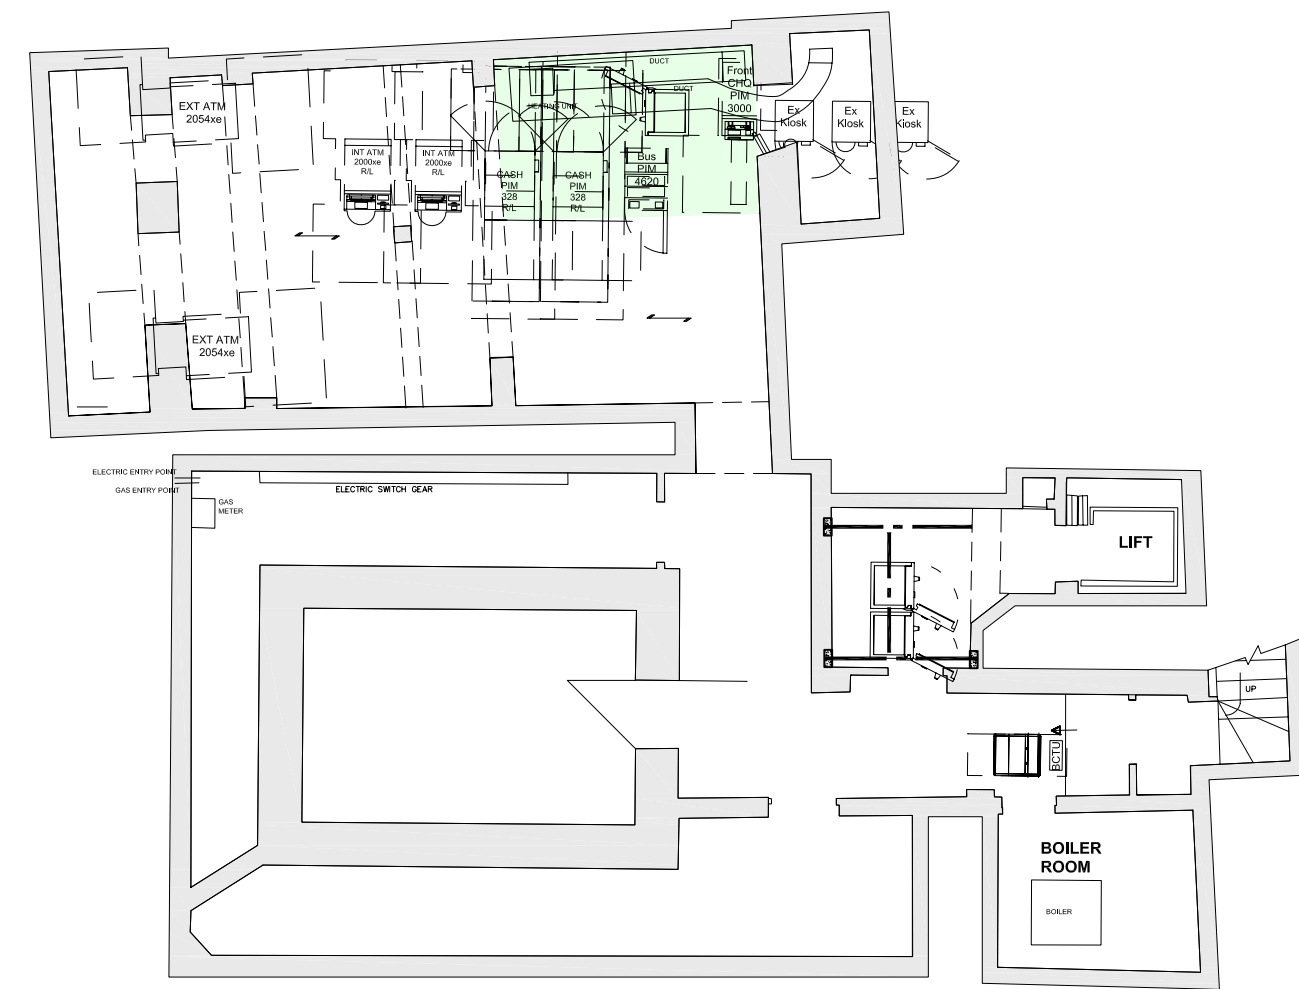 DUCT
Front
CHQ
PIM
3000
DUCT
HEATING UNIT
EXT ATM
2054xe
Ex
Kiosk
Ex
Kiosk
Ex
Kiosk
INT ATM
2000xe
R/L
INT ATM
2000xe
R/L
CASH
PIM
328
R/L
CASH
PIM
328
R/L
Bus
PIM
4620
EXT ATM
2054xe
ELECTRIC ENTRY POINT
GAS ENTRY POINT
ELECTRIC SWITCH GEAR
GAS
METER
LIFT
UP
BCTU
BOILER
ROOM
BOILER